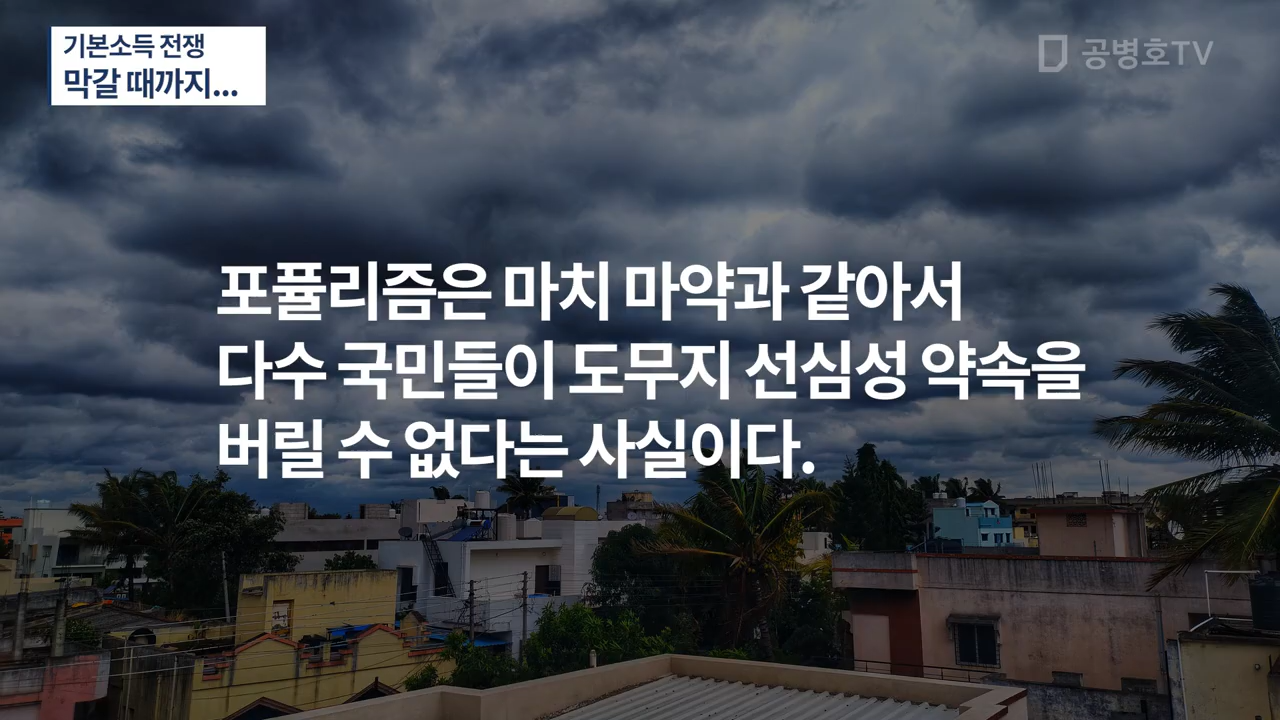 기본소득 전쟁
막갈 때까지...
공병호TV
포퓰리즘은 마치 마약과 같아서
다수 국민들이 도무지 선심성 약속을
버릴 수 없다는 사실이다.